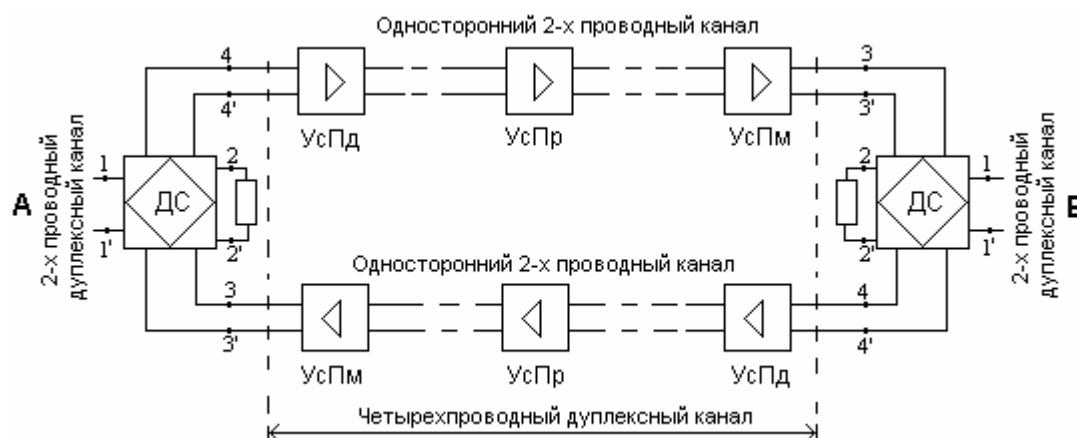 Односторонний 2-х проводный канал
4
3
4'
3'
УсПд
УсПр
УсПм
2-х проводный
дуплексный канал
1
2
2
1
2-х проводный
дуплексный канал
А
ДС
ДС
В
1'
2'
2'
1'
Односторонний 2-х проводный канал
3
4
3'
4'
УсПм
УсПр
УсПд
Четырехпроводный дуплексный канал